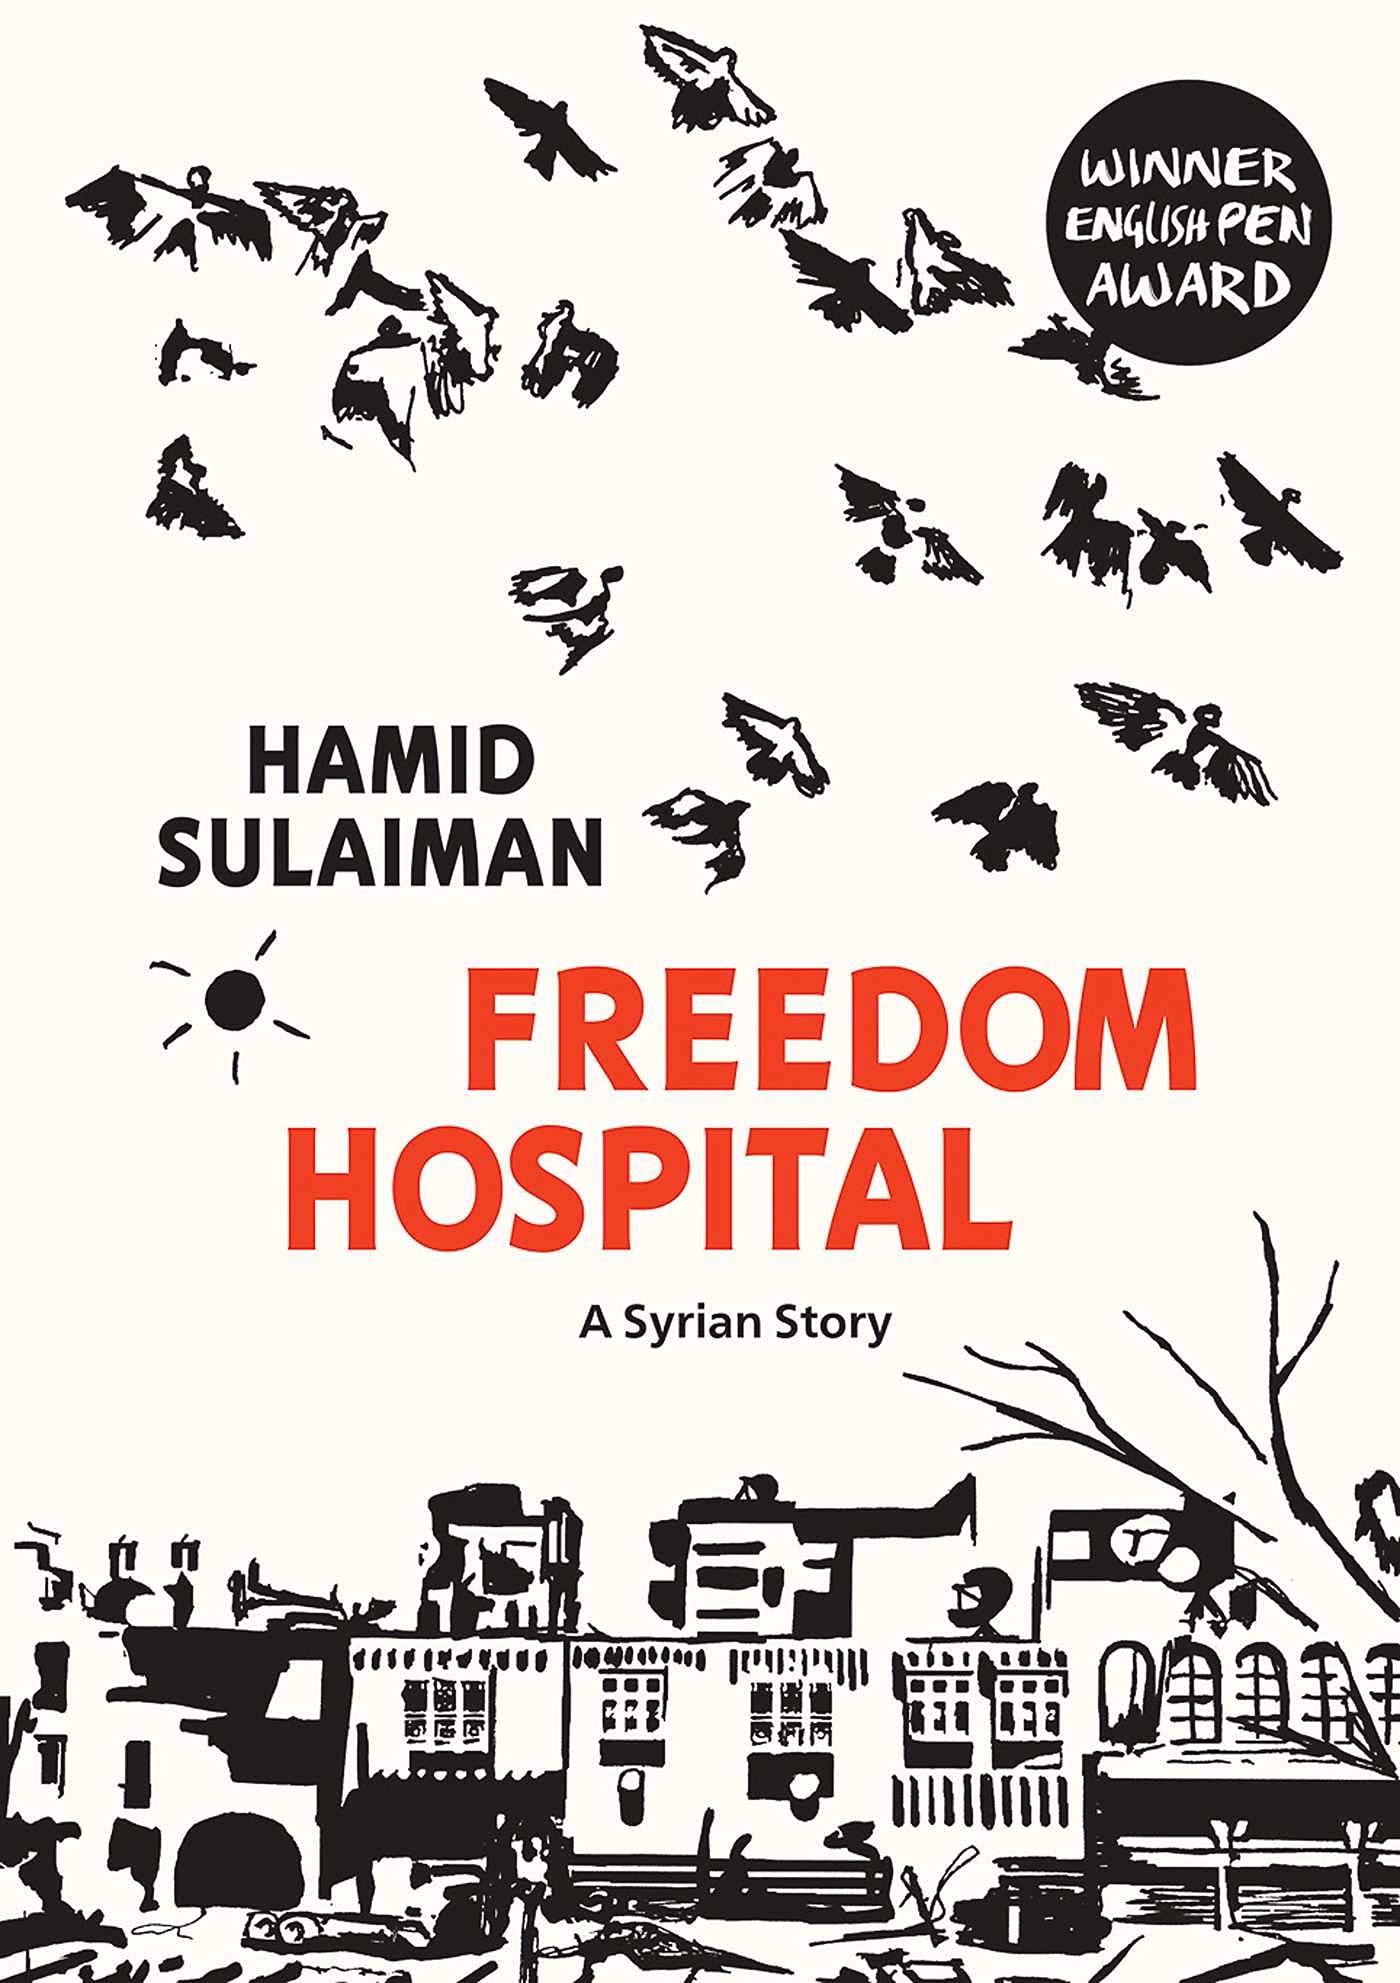 WINNER
ENGLISH PEN
AWARD
HAMID
SULAIMAN
FREEDOM
HOSPITAL
A Syrian Story